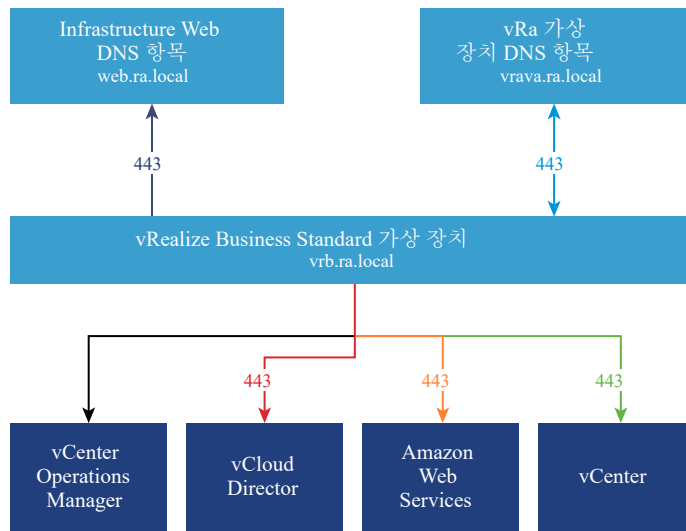 Infrastructure Web
DNS 항목
web.ra.local
vRa 가상
장치 DNS 항목
vrava.ra.local
443
443
vRealize Business Standard 가상 장치
vrb.ra.local
443
443
443
vCenter
Operations
Manager
vCloud
Director
Amazon
Web
Services
vCenter